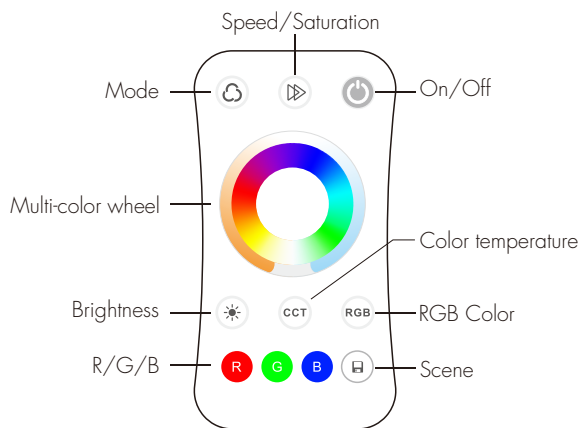 Speed/Saturation
Mode
On/Off
Multi-color wheel
Color temperature
Brightness
CCT
RGB
RGB Color
R/G/B
R
G
B
Scene